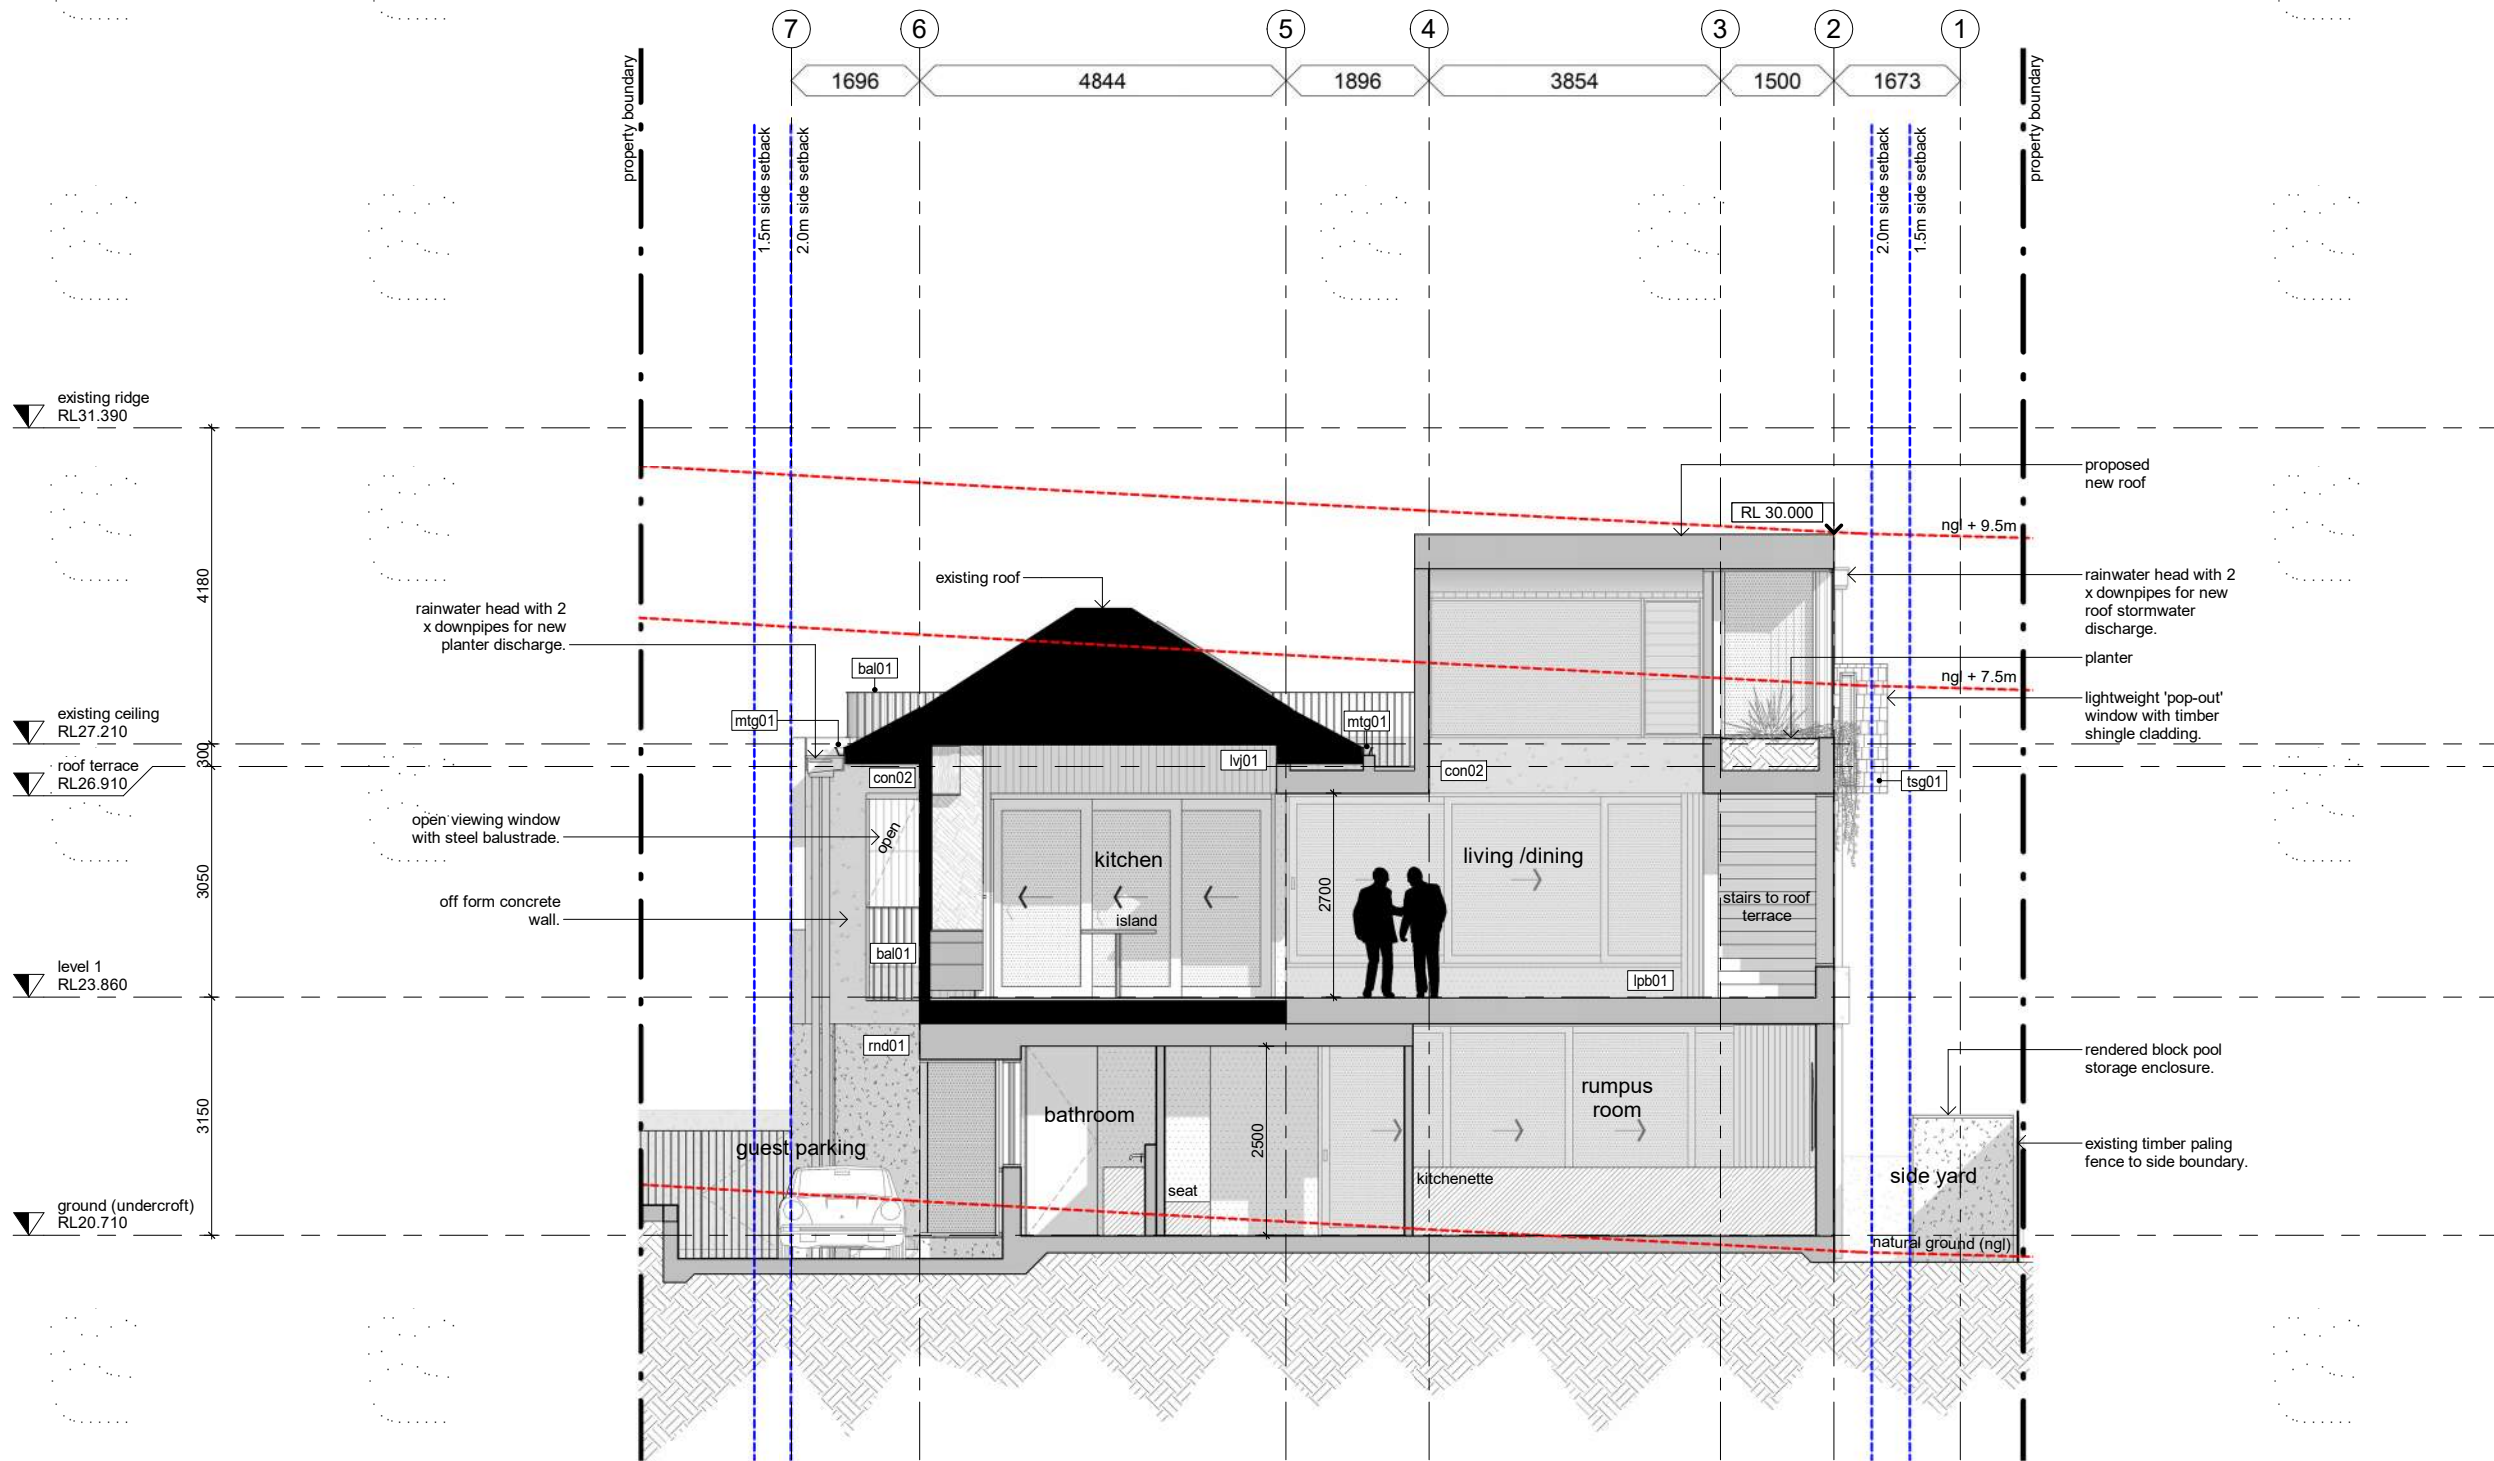 7
6
5
4
3
2
1
1696
4844
1896
3854
1500
1673
property boundary
1.5m side setback
2.0m side setback
2.0m side setback
1.5m side setback
property boundary
existing ridge
RL31.390
existing ceiling
RL27.210
roof terrace
RL26.910
level 1
RL23.860
ground (undercroft)
RL20.710
4180
300
3050
3150
rainwater head with 2
x downpipes for new
planter discharge.
open viewing window
with steel balustrade.
off form concrete
wall.
existing roof
bal01
mtg01
con02
open
bal01
rnd01
lvj01
mtg01
con02
kitchen
island
2700
living /dining
lpb01
stairs to roof
terrace
guest parking
bathroom
seat
2500
kitchenette
rumpus
room
side yard
natural ground (ngl)
RL 30.000
ngl + 9.5m
ngl + 7.5m
tsg01
proposed
new roof
rainwater head with 2
x downpipes for new
roof stormwater
discharge.
planter
lightweight 'pop-out'
window with timber
shingle cladding.
rendered block pool
storage enclosure.
existing timber paling
fence to side boundary.